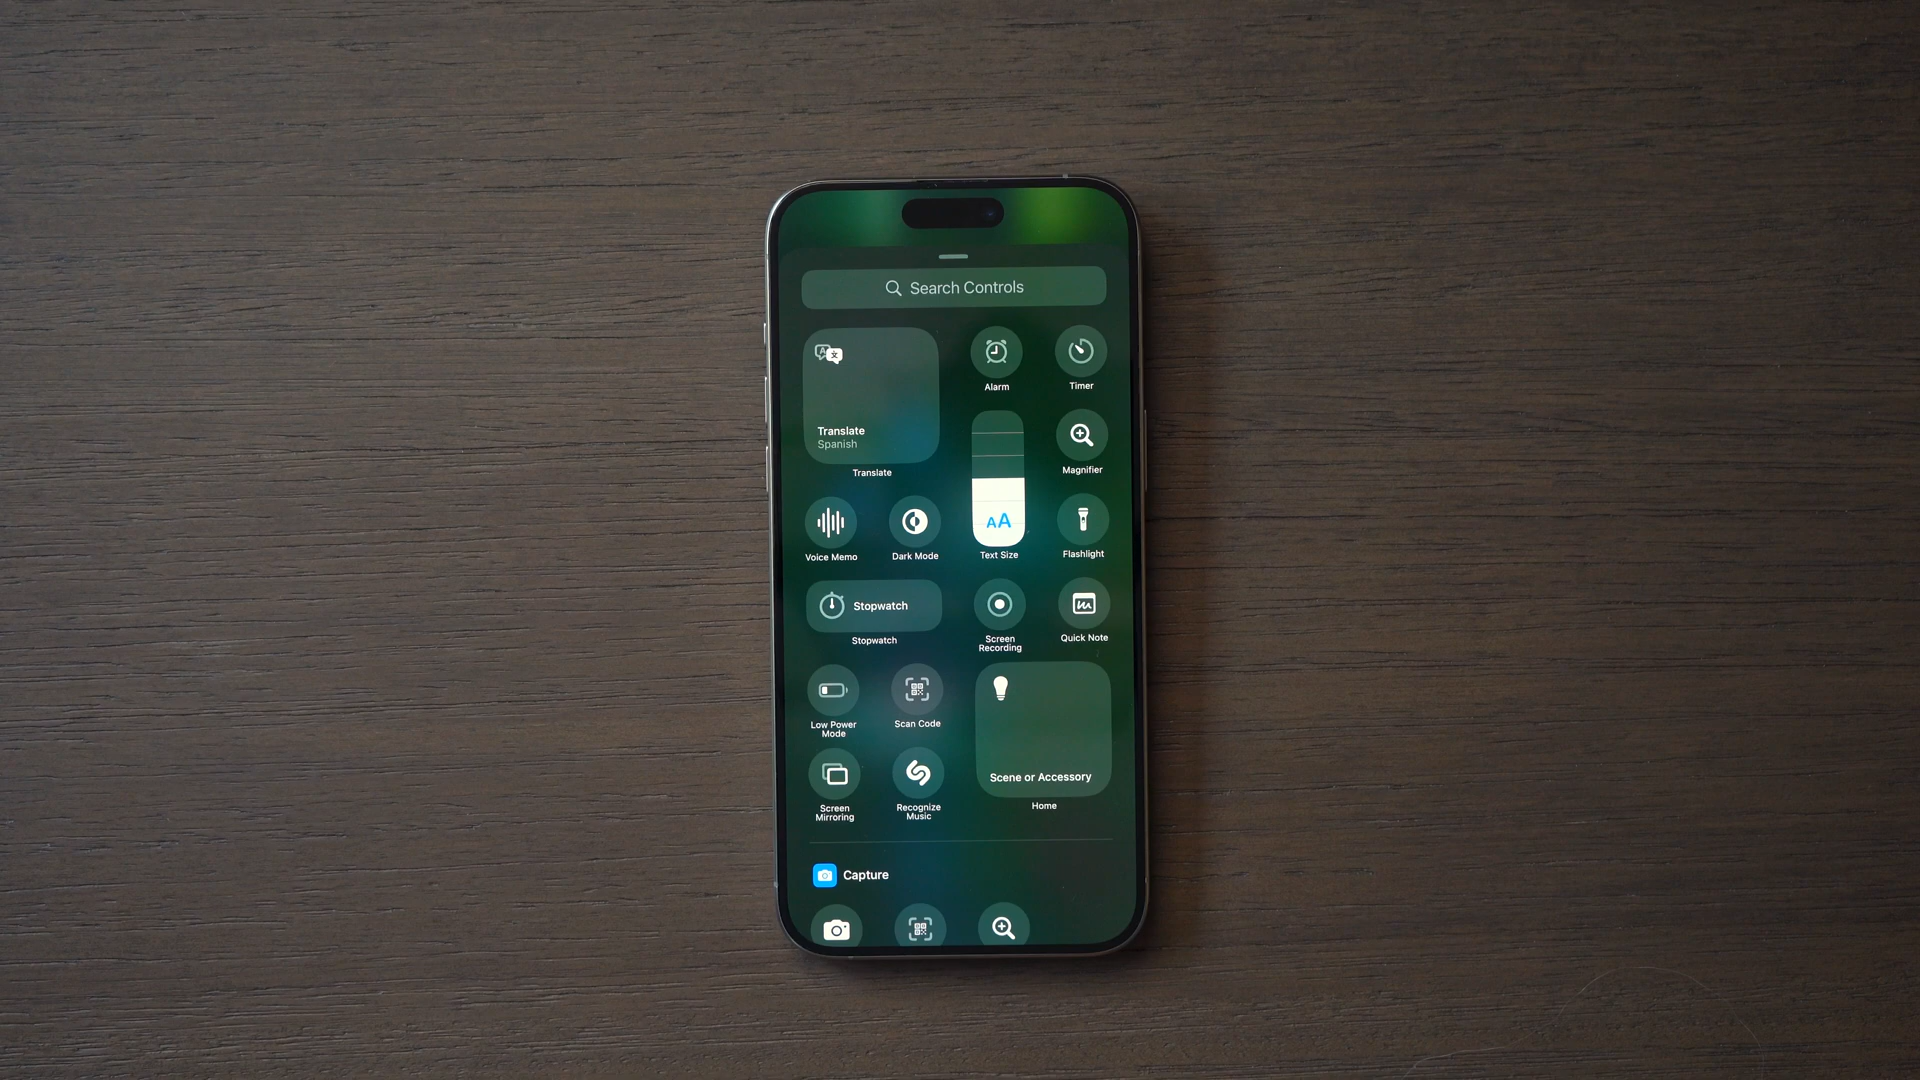 Search Controls
Alarm
Timer
Translate
Spanish
Translate
Magnifier
AA
Voice Memo
Dark Mode
Text Size
Flashlight
Stopwatch
Stopwatch
Screen
Recording
Quick Note
Low Power
Mode
Scan Code
Scene or Accessory
Home
Screen
Mirroring
Recognize
Music
Capture